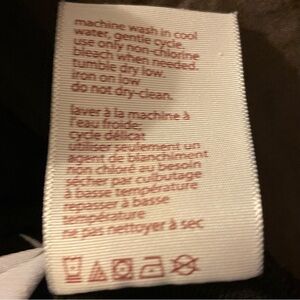 machine wash in cool
water, gentle cycle.
use only non-chlorine
bleach when needed.
tumble dry low.
iron on low
do not dry-clean.
laver à la machine à
l'eau froide;
cycle délicat
utiliser seulement un
agent de blanchiment
non chloré au besoin
sécher par culbutage
à basse température
repasser à basse
température
ne pas nettoyer à sec